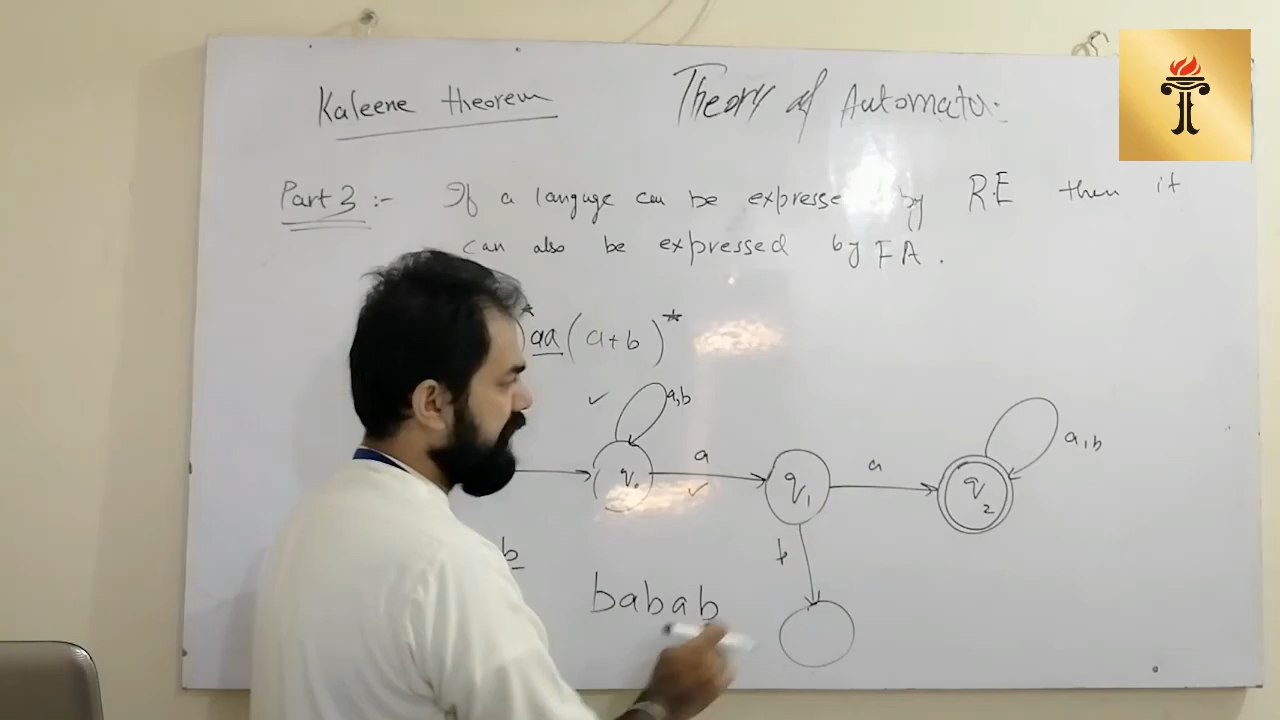 Kaleene theorem
Theory of Automata.
Part 3 :- If a languge can be expresse by R.E then it
can also be expressed by FA.
)*aa(a+b)*
a,b
q₀
a
q₁
a
q₂
a,b
b
b
babab